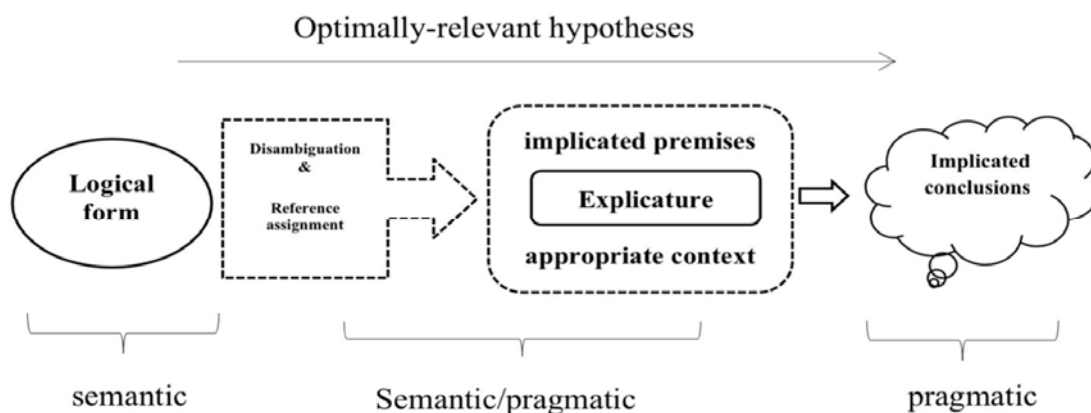 Optimally-relevant hypotheses
Logical
form
Disambiguation
&
Reference
assignment
implicated premises
Explicature
appropriate context
Implicated
conclusions
semantic
Semantic/pragmatic
pragmatic